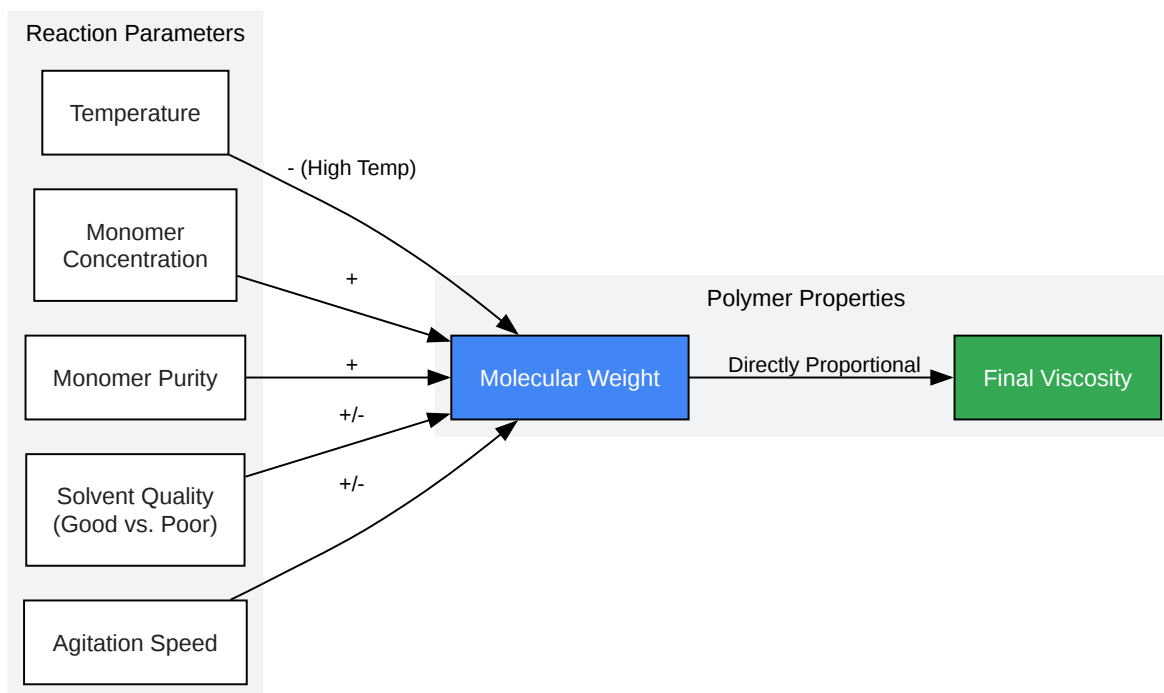 Reaction Parameters
Temperature
- (High Temp)
Monomer
Concentration
+
Polymer Properties
Monomer Purity
+
Molecular Weight
Directly Proportional
Final Viscosity
+/-
Solvent Quality
(Good vs. Poor)
+/-
Agitation Speed